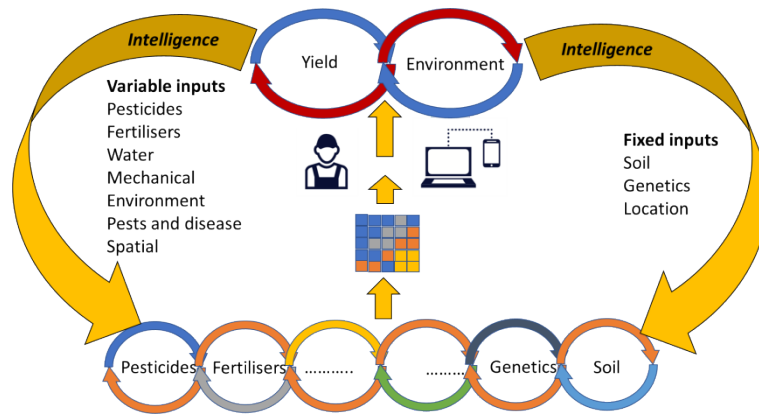 Intelligence
Intelligence
Yield
Environment
Variable inputs
Pesticides
Fertilisers
Water
Mechanical
Environment
Pests and disease
Spatial
Fixed inputs
Soil
Genetics
Location
Pesticides
Fertilisers
………..
………
Genetics
Soil